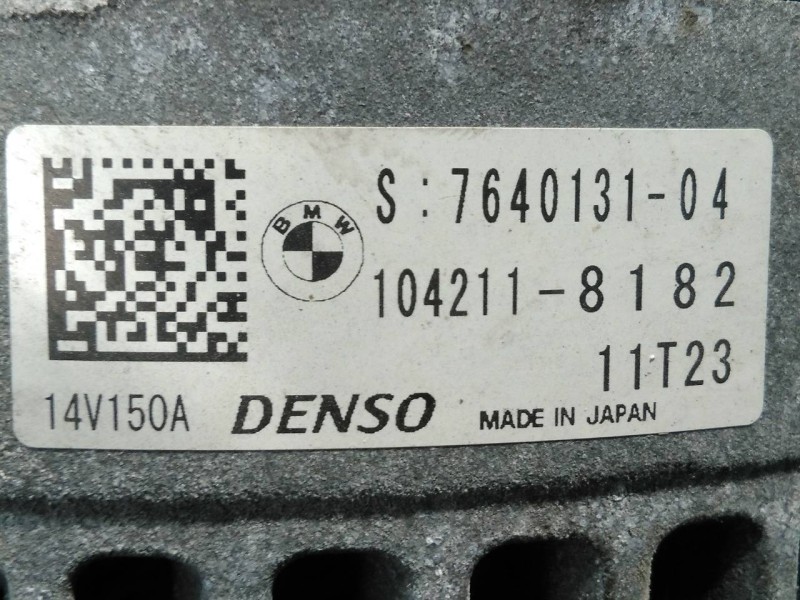 S:7640131-04
BMW
104211-8182
11T23
14V150A DENSO MADE IN JAPAN